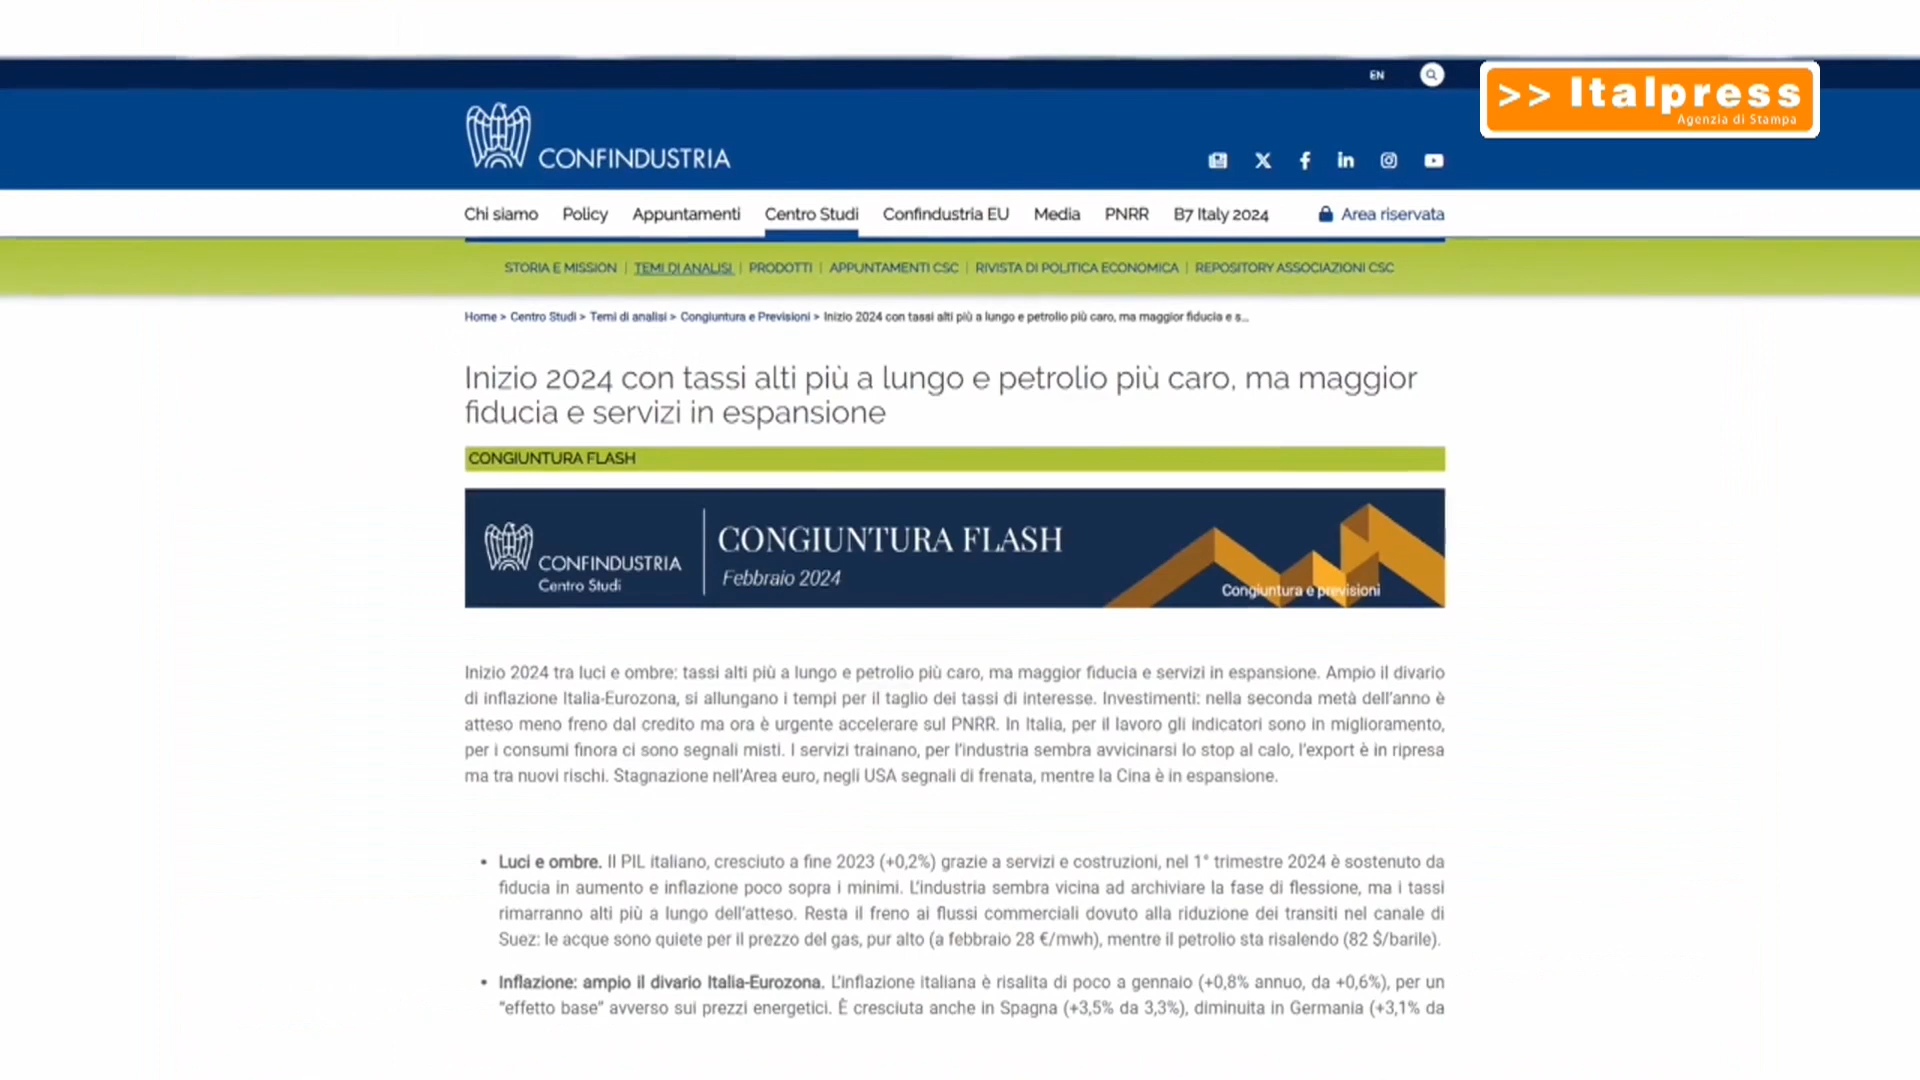 EN
>> Italpress
Agenzia di Stampa
CONFINDUSTRIA
Chi siamo Policy Appuntamenti Centro Studi Confindustria EU Media PNRR B7 Italy 2024 Area riservata
STORIA E MISSION | TEMI DI ANALISI | PRODOTTI | APPUNTAMENTI CSC | RIVISTA DI POLITICA ECONOMICA | REPOSITORY ASSOCIAZIONI CSC
Home > Centro Studi > Temi di analisi > Congiuntura e Previsioni > Inizio 2024 con tassi alti più a lungo e petrolio più caro, ma maggior fiducia e s...
Inizio 2024 con tassi alti più a lungo e petrolio più caro, ma maggior
fiducia e servizi in espansione
CONGIUNTURA FLASH
CONFINDUSTRIA
Centro Studi
CONGIUNTURA FLASH
Febbraio 2024
Congiuntura e previsioni
Inizio 2024 tra luci e ombre: tassi alti più a lungo e petrolio più caro, ma maggior fiducia e servizi in espansione. Ampio il divario
di inflazione Italia-Eurozona, si allungano i tempi per il taglio dei tassi di interesse. Investimenti: nella seconda metà dell'anno è
atteso meno freno dal credito ma ora è urgente accelerare sul PNRR. In Italia, per il lavoro gli indicatori sono in miglioramento,
per i consumi finora ci sono segnali misti. I servizi trainano, per l'industria sembra avvicinarsi lo stop al calo, l'export è in ripresa
ma tra nuovi rischi. Stagnazione nell'Area euro, negli USA segnali di frenata, mentre la Cina è in espansione.
• Luci e ombre. Il PIL italiano, cresciuto a fine 2023 (+0,2%) grazie a servizi e costruzioni, nel 1° trimestre 2024 è sostenuto da
fiducia in aumento e inflazione poco sopra i minimi. L'industria sembra vicina ad archiviare la fase di flessione, ma i tassi
rimarranno alti più a lungo dell'atteso. Resta il freno ai flussi commerciali dovuto alla riduzione dei transiti nel canale di
Suez: le acque sono quiete per il prezzo del gas, pur alto (a febbraio 28 €/mwh), mentre il petrolio sta risalendo (82 $/barile).
• Inflazione: ampio il divario Italia-Eurozona. L'inflazione italiana è risalita di poco a gennaio (+0,8% annuo, da +0,6%), per un
"effetto base" avverso sui prezzi energetici. È cresciuta anche in Spagna (+3,5% da 3,3%), diminuita in Germania (+3,1% da